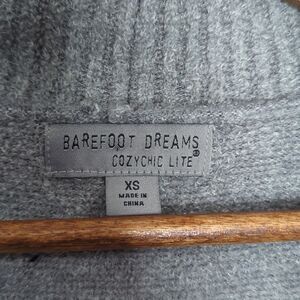 BAREFOOT DREAMS
COZYCHIC LITE®
XS
MADE IN
CHINA